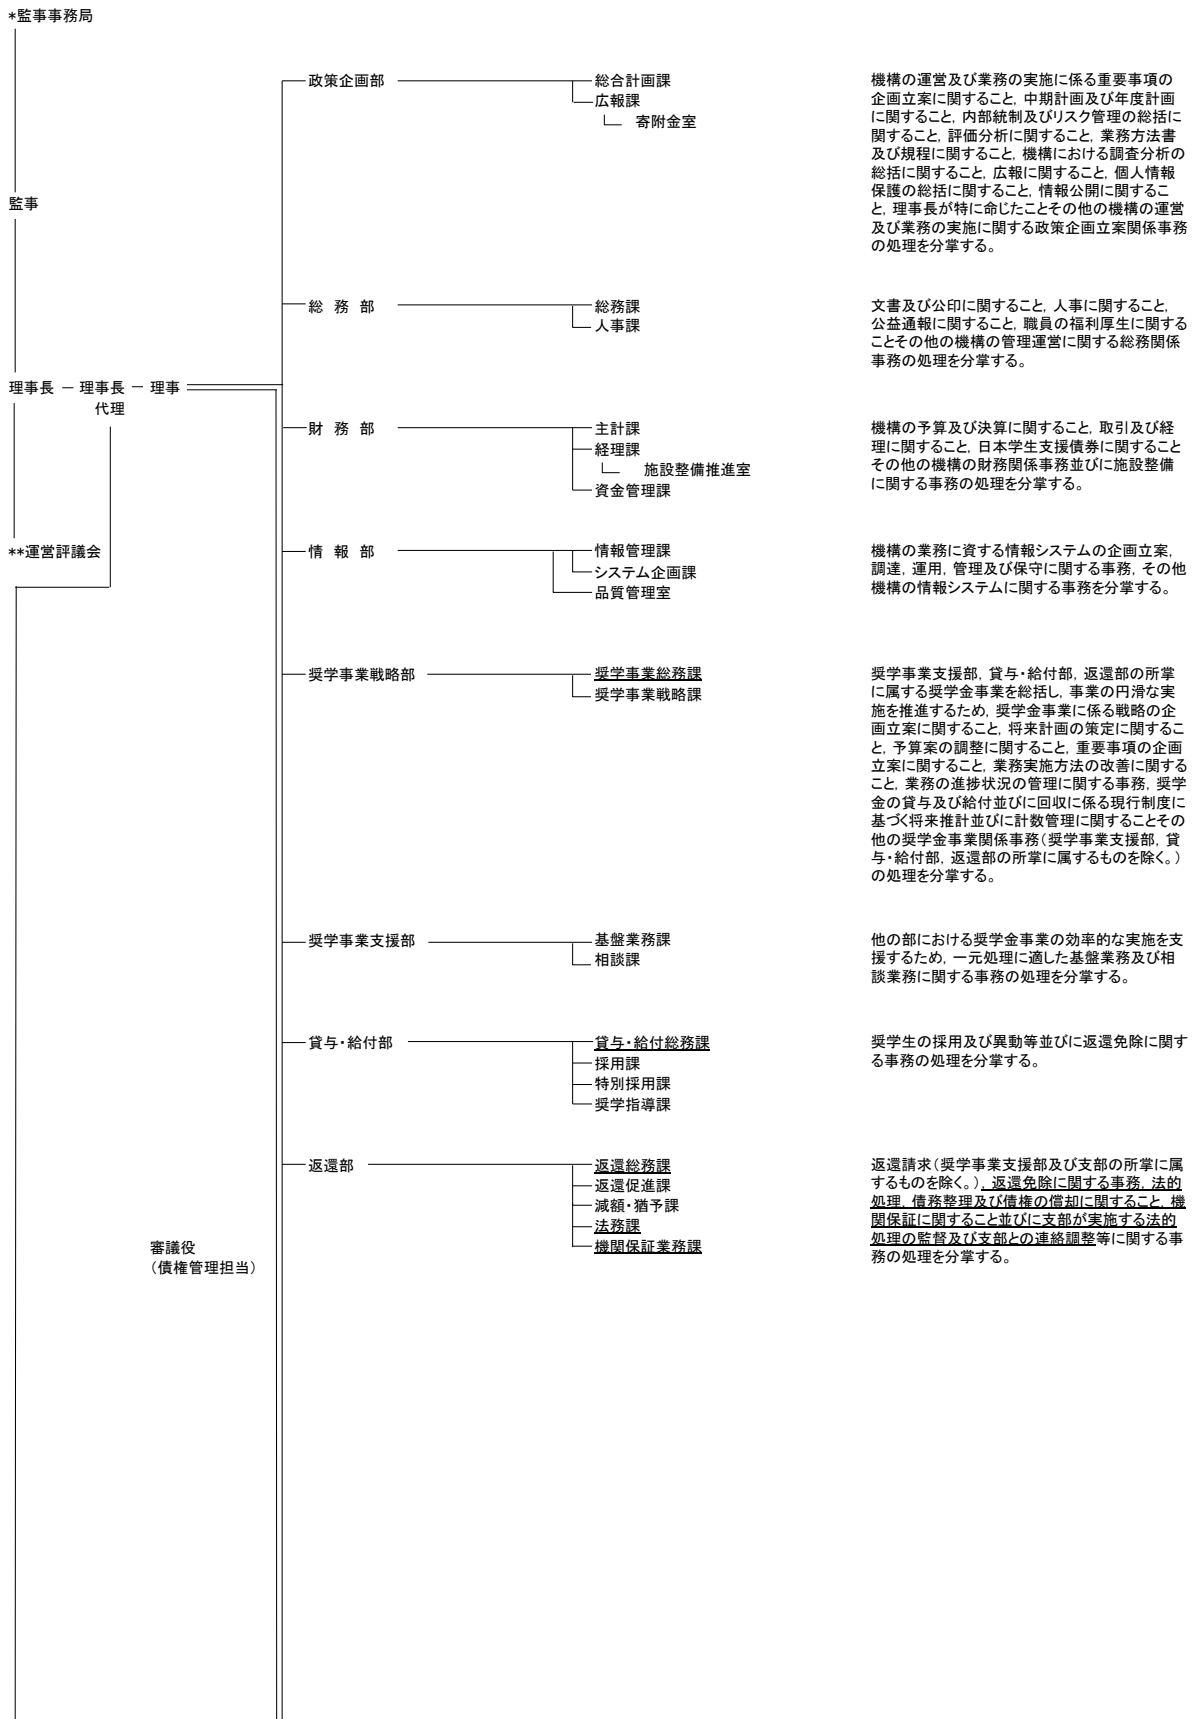 *監事事務局
監事
理事長 － 理事長 － 理事
代理
**運営評議会
審議役
（債権管理担当）
政策企画部
総合計画課
広報課
寄附金室
機構の運営及び業務の実施に係る重要事項の
企画立案に関すること，中期計画及び年度計画
に関すること，内部統制及びリスク管理の総括に
関すること，評価分析に関すること，業務方法書
及び規程に関すること，機構における調査分析の
総括に関すること，広報に関すること，個人情報
保護の総括に関すること，情報公開に関するこ
と，理事長が特に命じたことその他の機構の運営
及び業務の実施に関する政策企画立案関係事務
の処理を分掌する。
総 務 部
総務課
人事課
文書及び公印に関すること，人事に関すること，
公益通報に関すること，職員の福利厚生に関する
ことその他の機構の管理運営に関する総務関係
事務の処理を分掌する。
財 務 部
主計課
経理課
施設整備推進室
資金管理課
機構の予算及び決算に関すること，取引及び経
理に関すること，日本学生支援債券に関すること
その他の機構の財務関係事務並びに施設整備
に関する事務の処理を分掌する。
情 報 部
情報管理課
システム企画課
品質管理室
機構の業務に資する情報システムの企画立案，
調達，運用，管理及び保守に関する事務，その他
機構の情報システムに関する事務を分掌する。
奨学事業戦略部
奨学事業総務課
奨学事業戦略課
奨学事業支援部，貸与・給付部，返還部の所掌
に属する奨学金事業を総括し，事業の円滑な実
施を推進するため，奨学金事業に係る戦略の企
画立案に関すること，将来計画の策定に関するこ
と，予算案の調整に関すること，重要事項の企画
立案に関すること，業務実施方法の改善に関する
こと，業務の進捗状況の管理に関する事務，奨学
金の貸与及び給付並びに回収に係る現行制度に
基づく将来推計並びに計数管理に関することその
他の奨学金事業関係事務（奨学事業支援部，貸
与・給付部，返還部の所掌に属するものを除く。）
の処理を分掌する。
奨学事業支援部
基盤業務課
相談課
他の部における奨学金事業の効率的な実施を支
援するため，一元処理に適した基盤業務及び相
談業務に関する事務の処理を分掌する。
貸与・給付部
貸与・給付総務課
採用課
特別採用課
奨学指導課
奨学生の採用及び異動等並びに返還免除に関す
る事務の処理を分掌する。
返還部
返還総務課
返還促進課
減額・猶予課
法務課
機関保証業務課
返還請求（奨学事業支援部及び支部の所掌に属
するものを除く。），返還免除に関する事務，法的
処理，債務整理及び債権の償却に関すること，機
関保証に関すること並びに支部が実施する法的
処理の監督及び支部との連絡調整等に関する事
務の処理を分掌する。